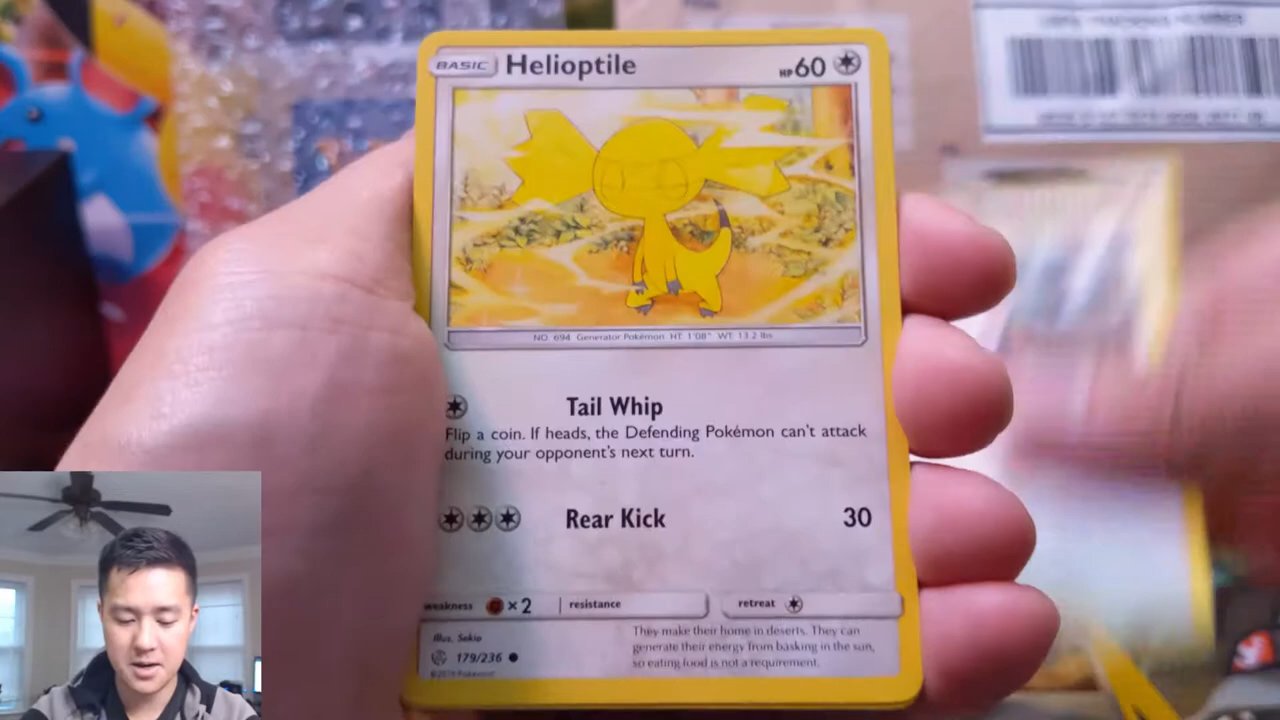 BASIC Helioptile HP60
NO 694 Generator Pokémon HT 1'08" WT 13.2 lbs
Tail Whip
Flip a coin. If heads, the Defending Pokémon can't attack
during your opponent's next turn.
Rear Kick 30
weakness ×2 resistance retreat
Illus. Sekio
179/236
They make their home in deserts. They can
generate their energy from basking in the sun,
so eating food is not a requirement.
©2019 Pokémon